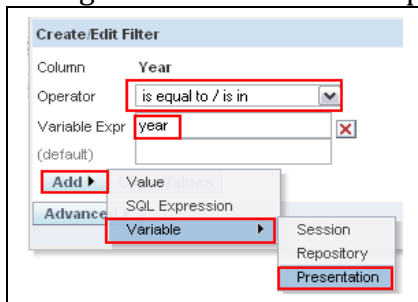 Create/Edit Filter
Column Year
Operator is equal to / is in
Variable Expr year
(default)
Add
Value
SQL Expression
Advance
Variable
Session
Repository
Presentation